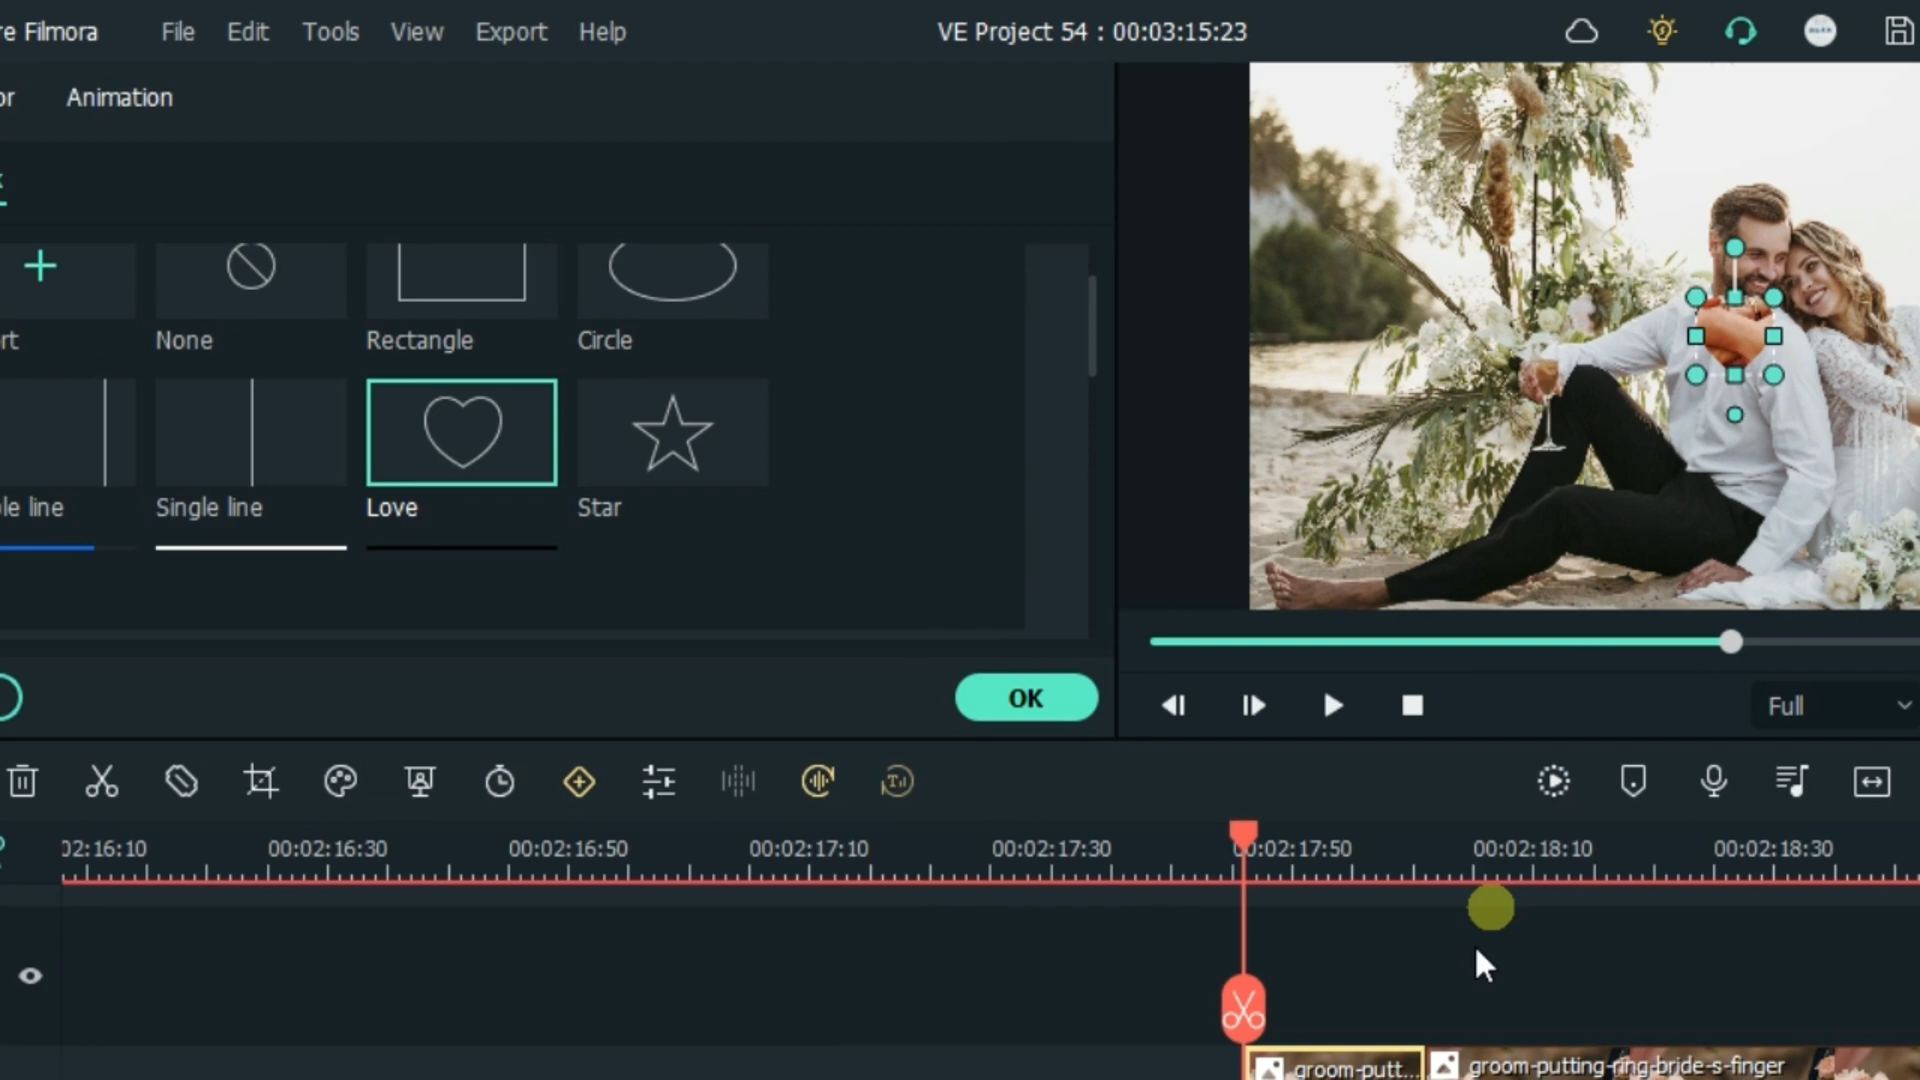 re Filmora File Edit Tools View Export Help VE Project 54 : 00:03:15:23
or Animation
rt None Rectangle Circle
le line Single line Love Star
OK
Full
02:16:10 00:02:16:30 00:02:16:50 00:02:17:10 00:02:17:30 00:02:17:50 00:02:18:10 00:02:18:30
groom-putt... groom-putting-ring-bride-s-finger